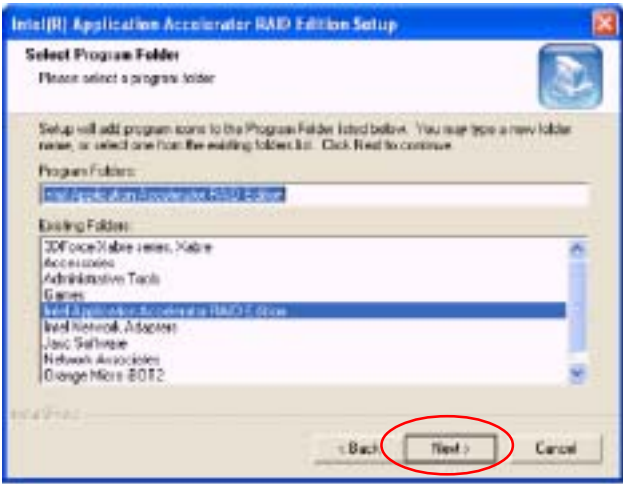 Intel(R) Application Accelerator RAID Edition Setup
Select Program Folder
Please select a program folder
Setup will add program icons to the Program Folder listed below. You may type a new folder
name, or select one from the existing folders list. Click Next to continue.
Program Folders:
Intel Application Accelerator RAID Edition
Existing Folders:
3DForce Xabre series, Xabre
Accessories
Administrative Tools
Games
Intel Application Accelerator RAID Edition
Intel Network Adapters
Network Associates
Orange Micro
InstallShield
< Back
Next >
Cancel